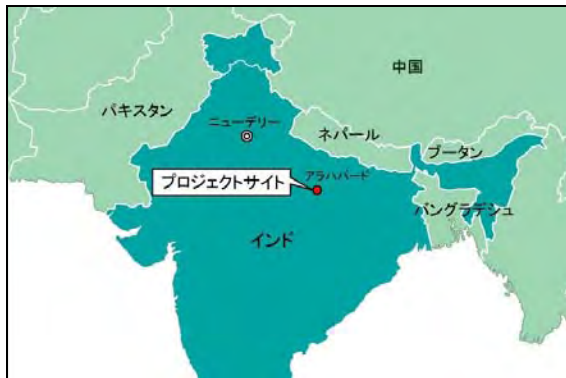 中国
パキスタン
ニューデリー
ネパール
ブータン
プロジェクトサイト
アラハバード
バングラデシュ
インド